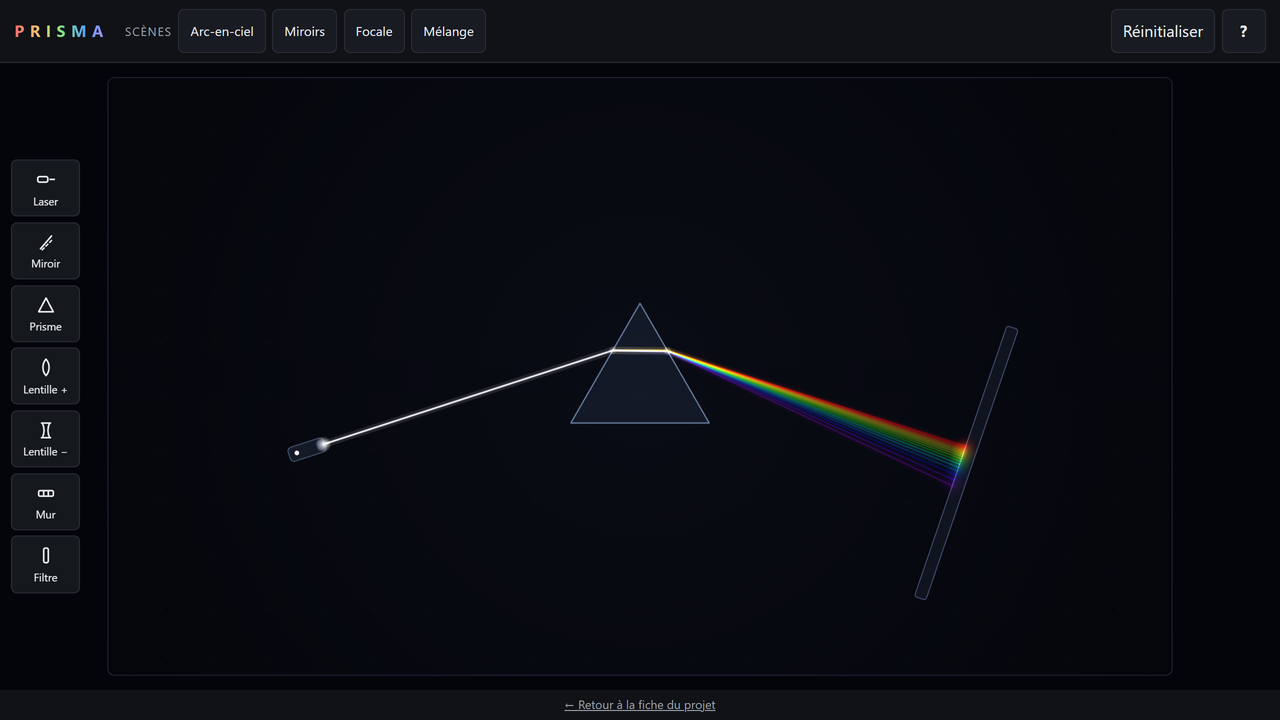 PRISMA
SCÈNES
Arc-en-ciel
Miroirs
Focale
Mélange
Réinitialiser
?
Laser
Miroir
Prisme
Lentille +
Lentille −
Mur
Filtre
← Retour à la fiche du projet